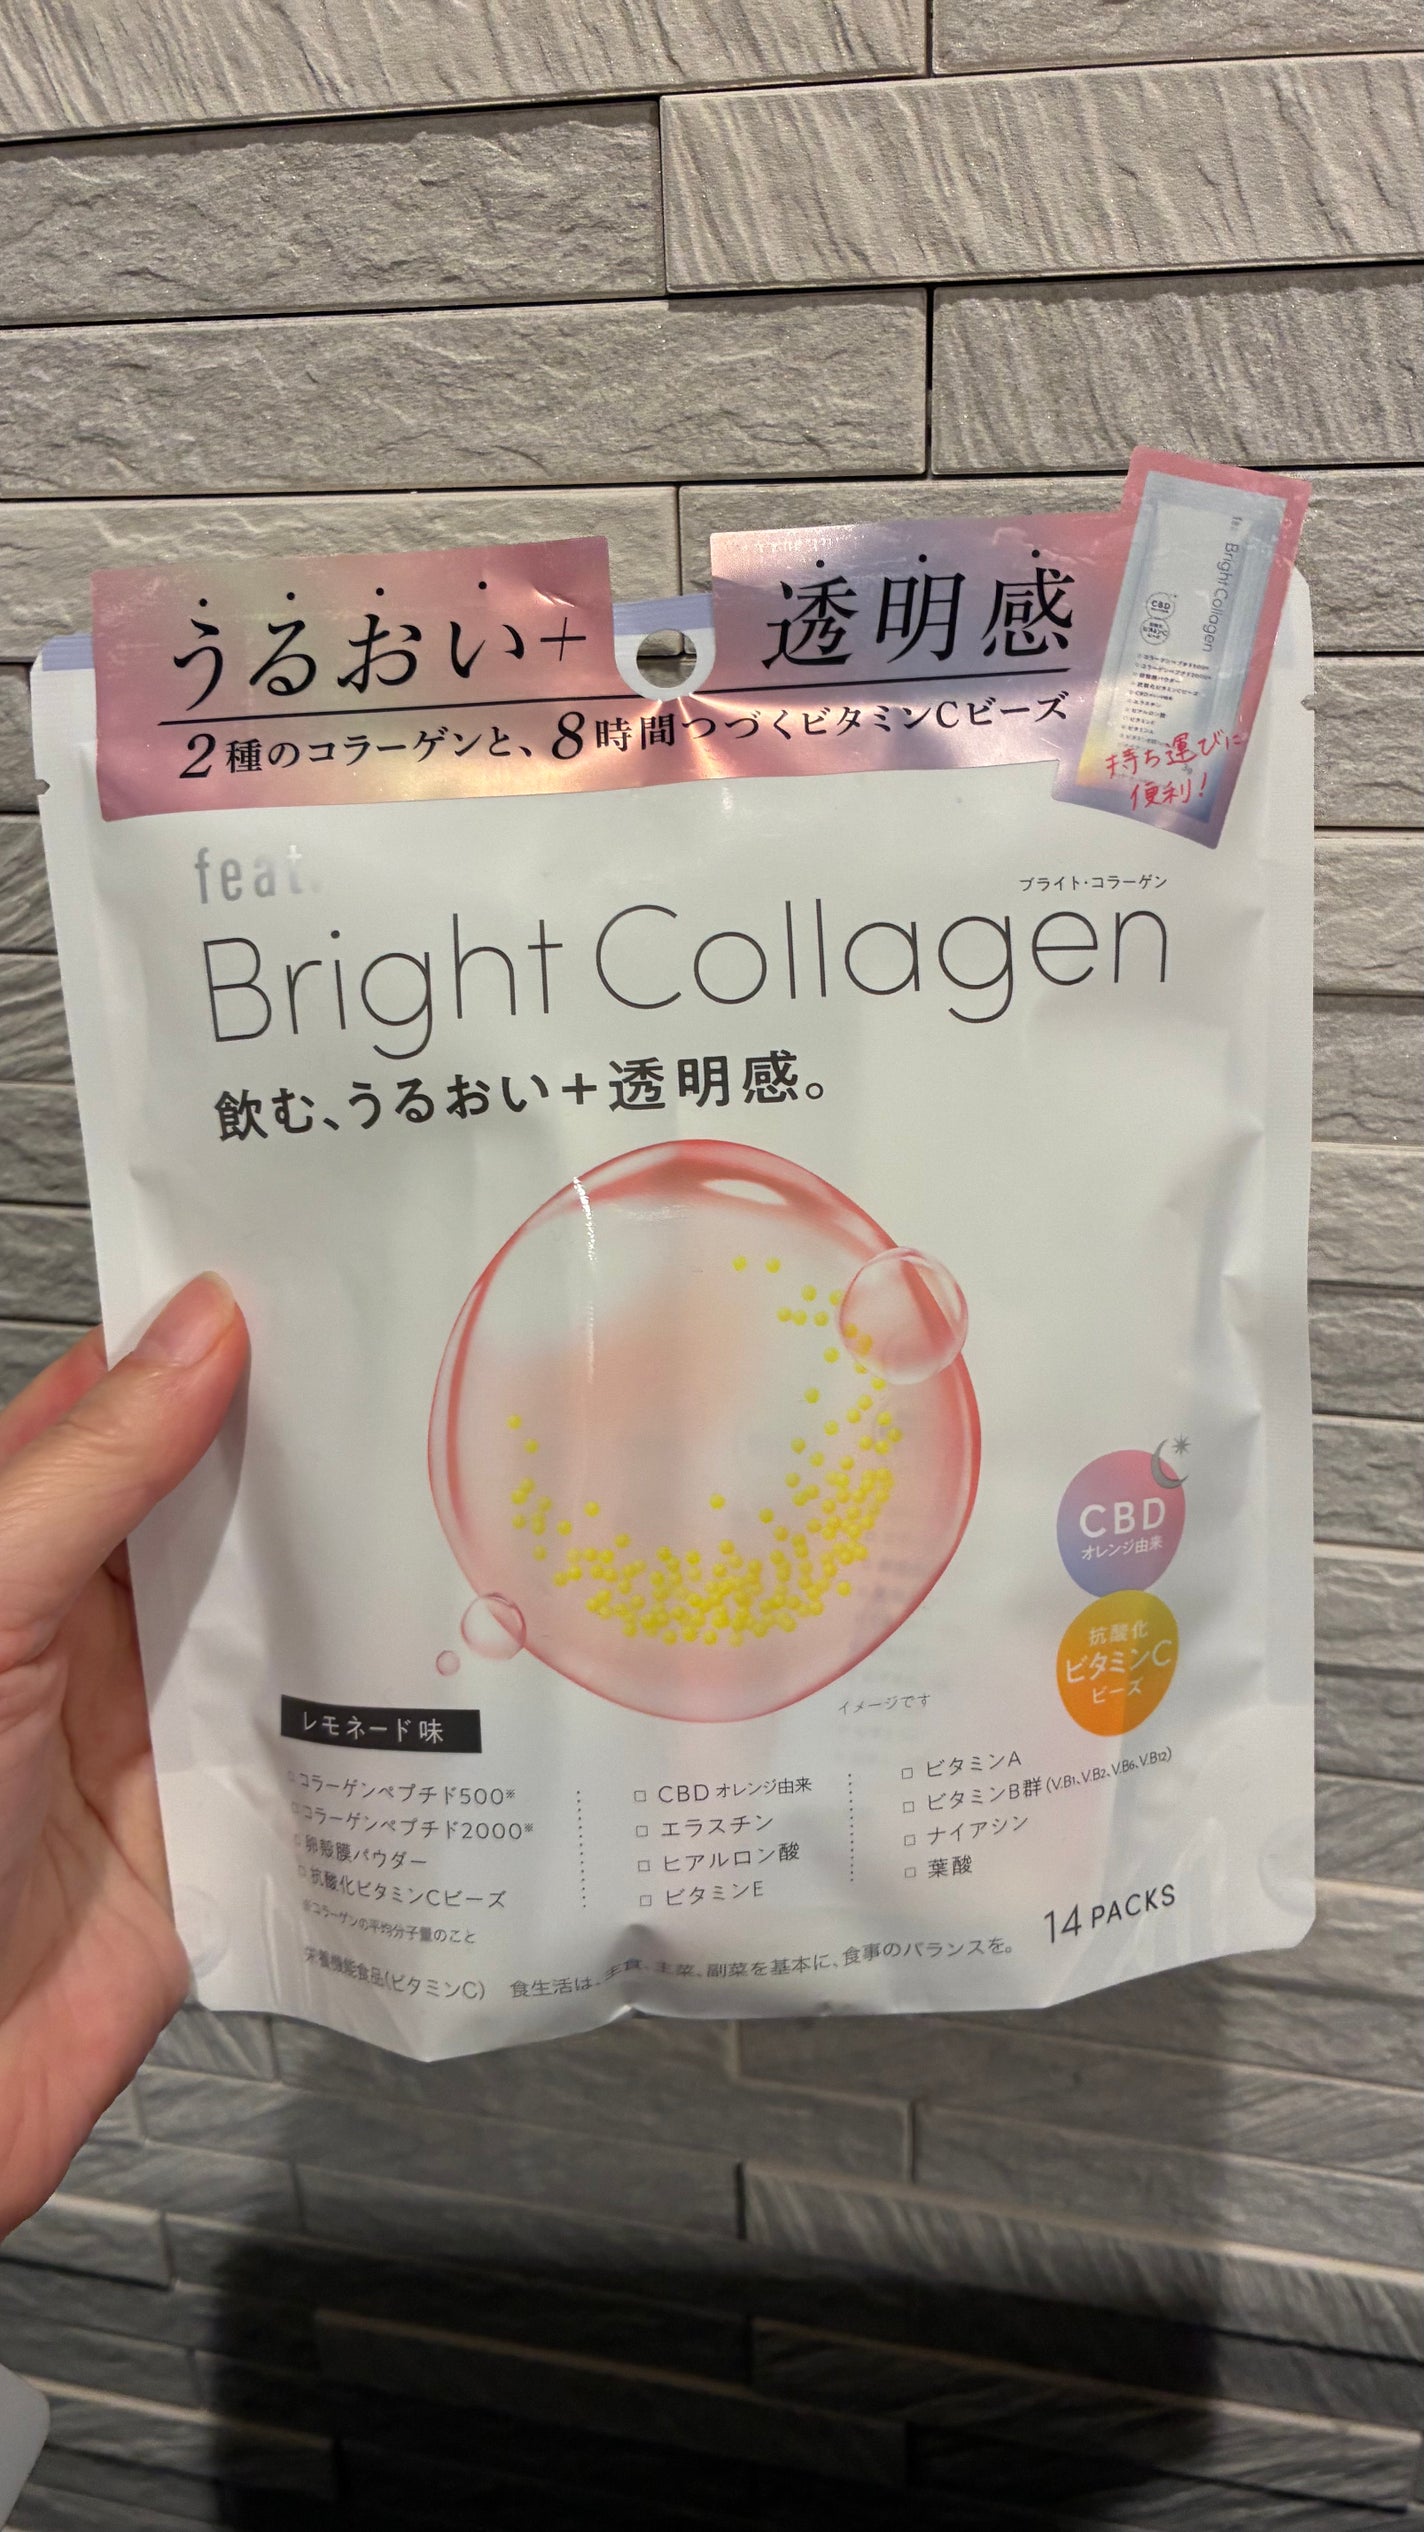 うるおい+
透明感
2種のコラーゲンと、8時間つづくビタミンCビーズ
Bright Collagen
CBD
持ち運びに
便利!
feat.
ブライト・コラーゲン
Bright Collagen
飲む、うるおい+透明感。
CBD
オレンジ由来
抗酸化
ビタミンC
ビーズ
イメージです
レモネード味
□ コラーゲンペプチド500※
□ コラーゲンペプチド2000※
□ 卵殻膜パウダー
□ 抗酸化ビタミンCビーズ
※コラーゲンの平均分子量のこと
□ CBD オレンジ由来
□ エラスチン
□ ヒアルロン酸
□ ビタミンE
□ ビタミンA
□ ビタミンB群(V.B1、V.B2、V.B6、V.B12)
□ ナイアシン
□ 葉酸
14 PACKS
栄養機能食品(ビタミンC) 食生活は、主食、主菜、副菜を基本に、食事のバランスを。